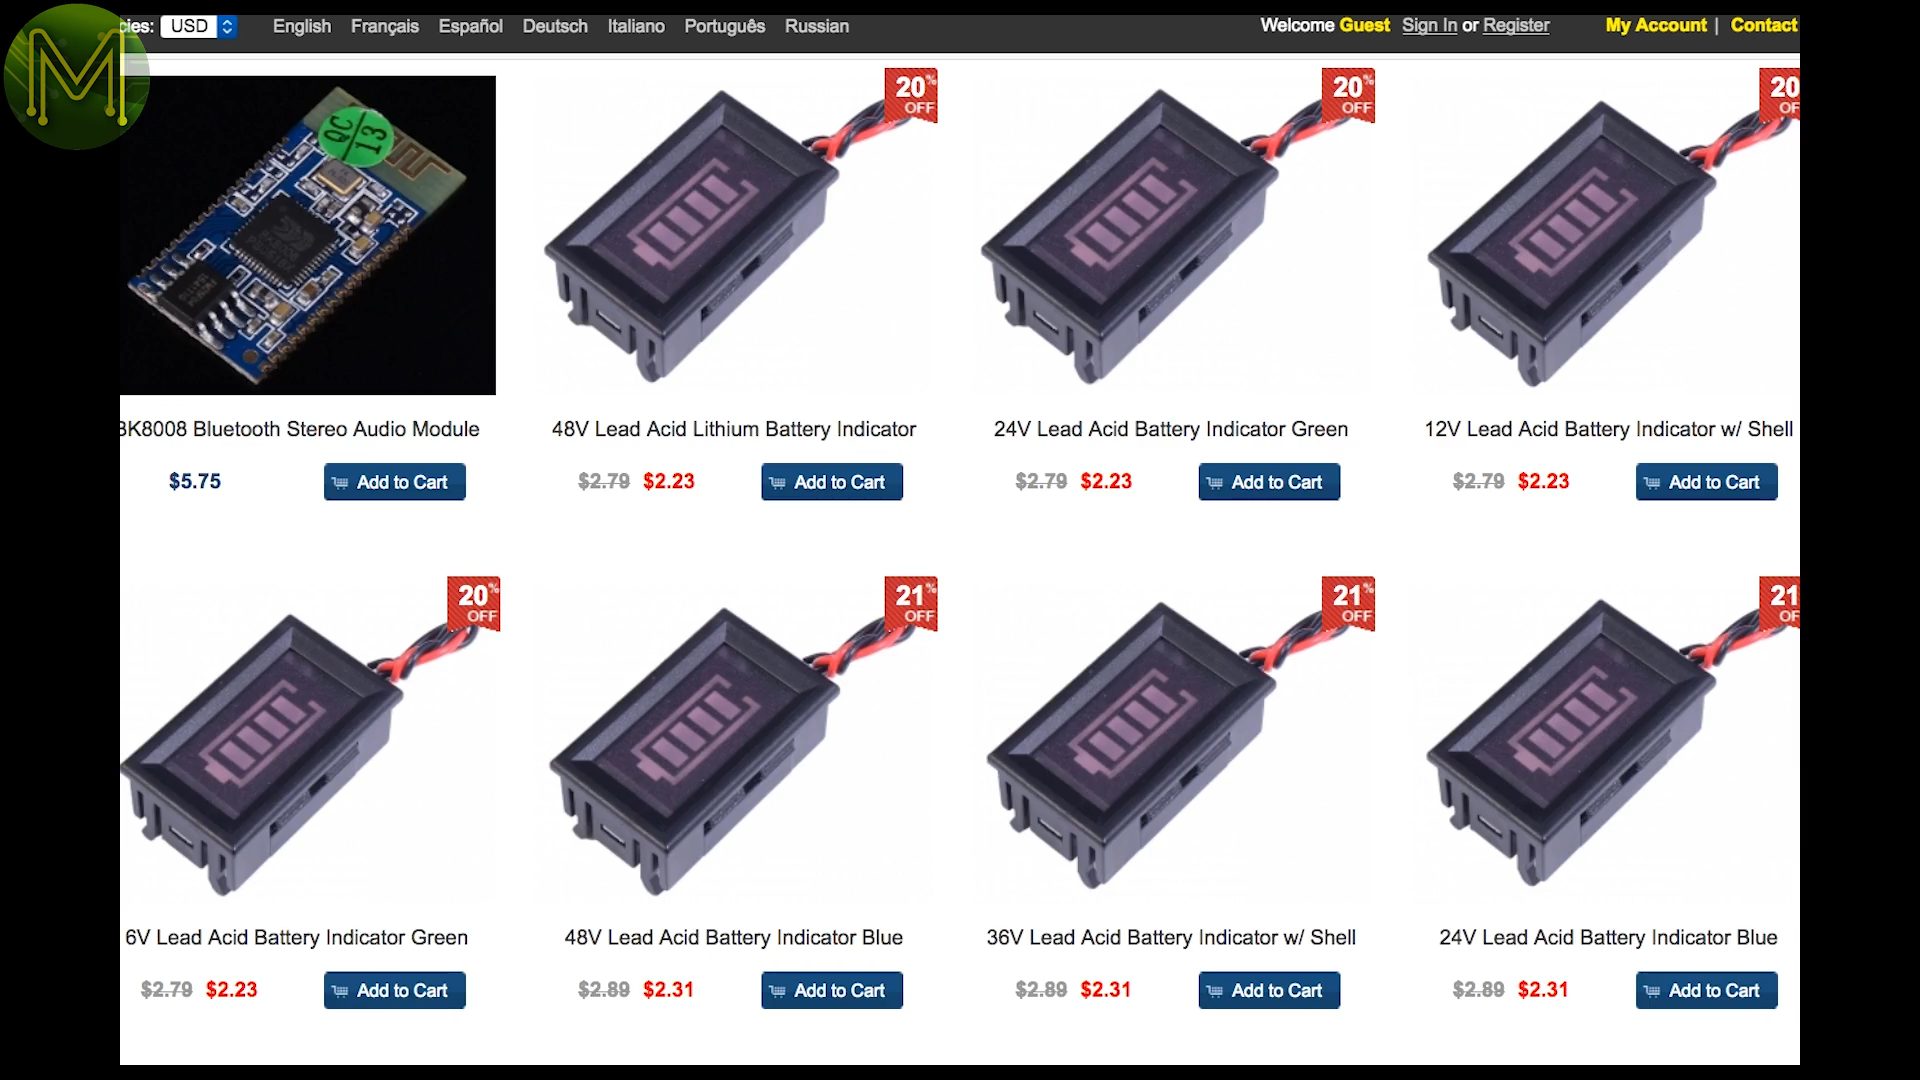 cies: USD English Français Español Deutsch Italiano Português Russian Welcome Guest Sign In or Register My Account | Contact
M
20% OFF
20% OFF
20 OF
QC 13
BK8008 Bluetooth Stereo Audio Module
48V Lead Acid Lithium Battery Indicator
24V Lead Acid Battery Indicator Green
12V Lead Acid Battery Indicator w/ Shell
$5.75 Add to Cart
$2.79 $2.23 Add to Cart
$2.79 $2.23 Add to Cart
$2.79 $2.23 Add to Cart
20% OFF
21% OFF
21% OFF
21 OF
6V Lead Acid Battery Indicator Green
48V Lead Acid Battery Indicator Blue
36V Lead Acid Battery Indicator w/ Shell
24V Lead Acid Battery Indicator Blue
$2.79 $2.23 Add to Cart
$2.89 $2.31 Add to Cart
$2.89 $2.31 Add to Cart
$2.89 $2.31 Add to Cart